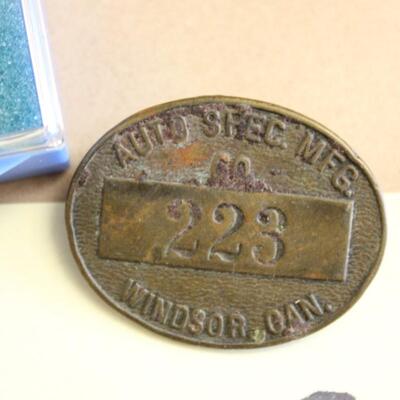 AUTO SPEC. MFG.
CO.
223
WINDSOR, CAN.